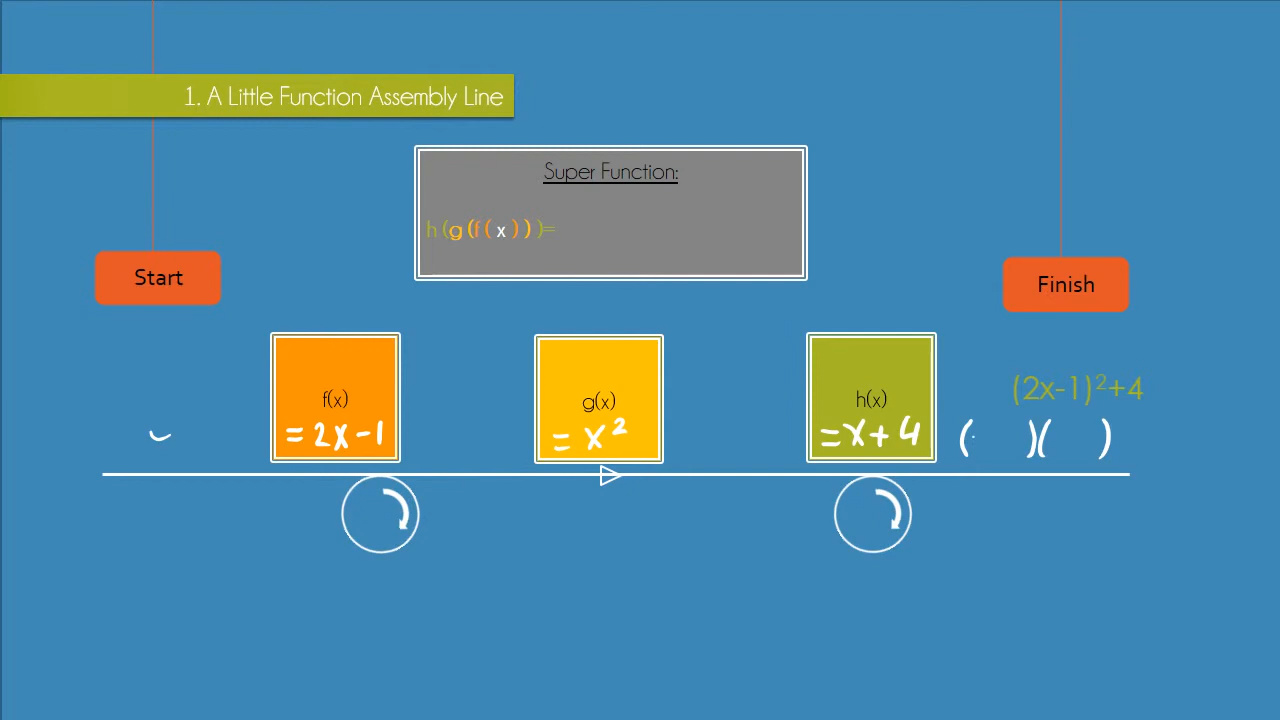 1. A Little Function Assembly Line
Super Function:
h(g(f(x)))=
Start
Finish
f(x)
= 2x-1
g(x)
= x²
h(x)
= x+4
(2x-1)²+4
( )( )